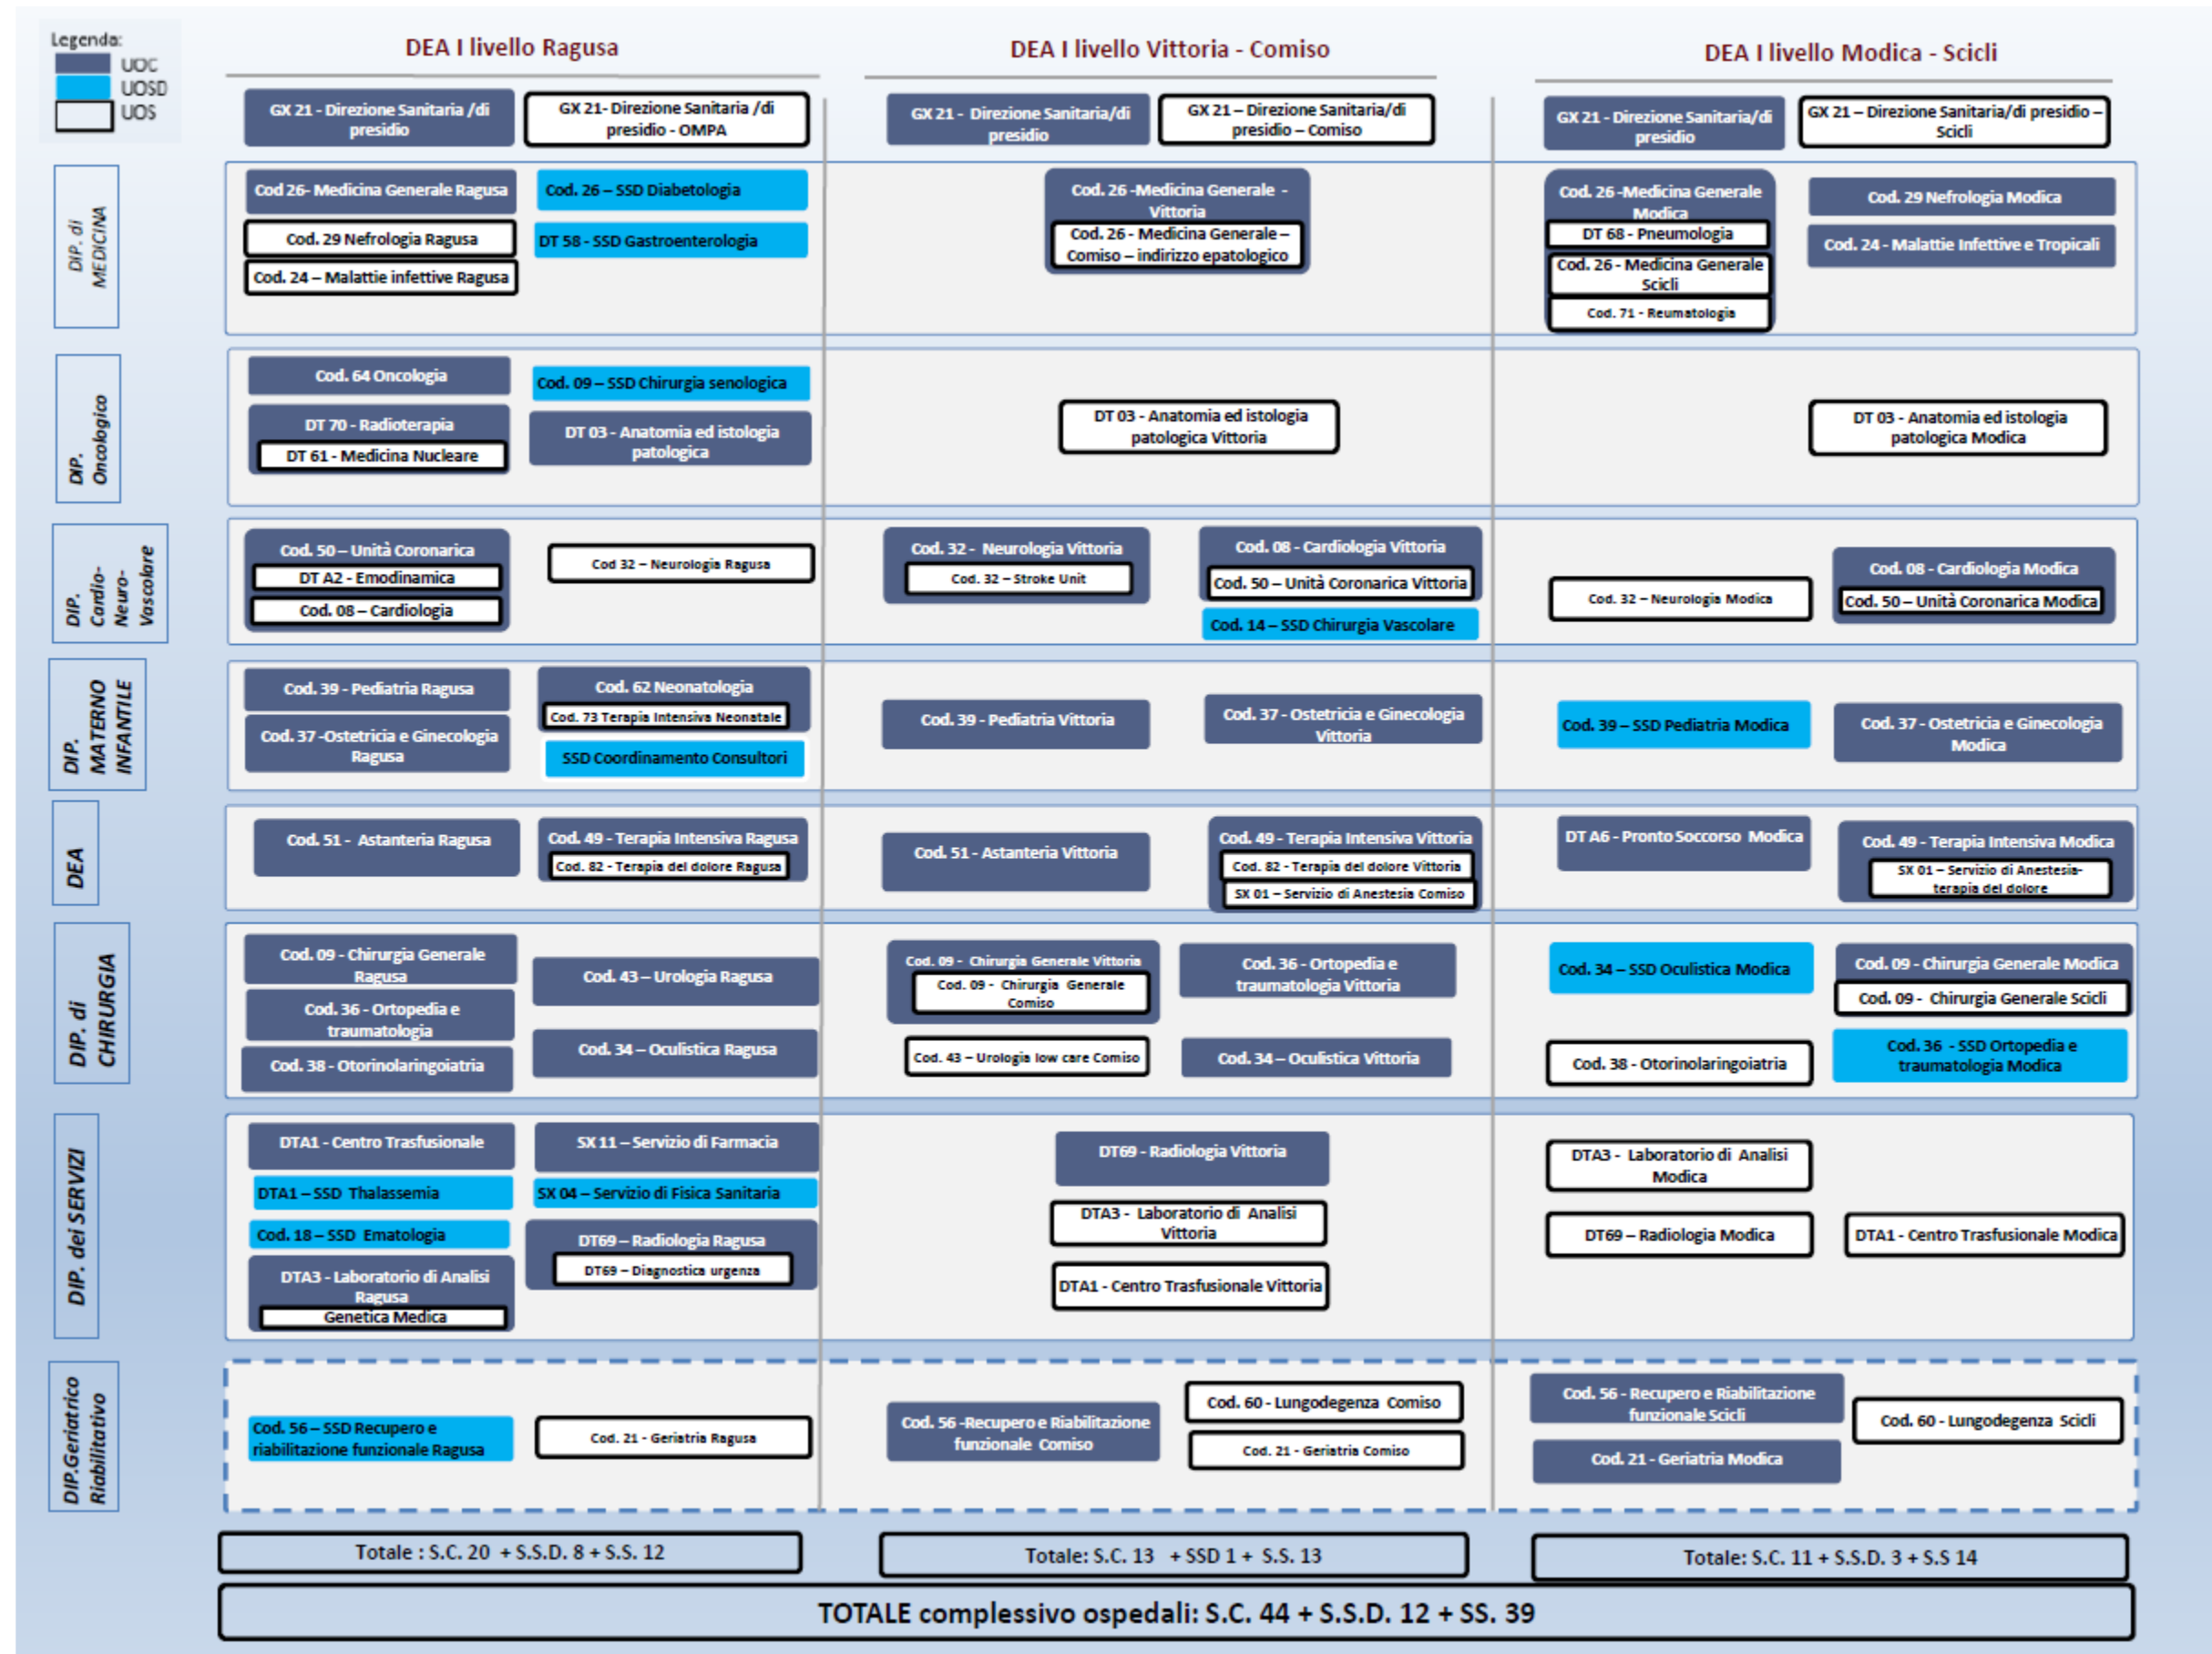 Legenda:
UOC
UOSD
UOS
DEA I livello Ragusa
DEA I livello Vittoria - Comiso
DEA I livello Modica - Scicli
GX 21 - Direzione Sanitaria /di
presidio
GX 21- Direzione Sanitaria /di
presidio - OMPA
GX 21 - Direzione Sanitaria/di
presidio
GX 21 – Direzione Sanitaria/di
presidio – Comiso
GX 21 - Direzione Sanitaria/di
presidio
GX 21 – Direzione Sanitaria/di presidio –
Scicli
DIP. di
MEDICINA
Cod 26- Medicina Generale Ragusa
Cod. 29 Nefrologia Ragusa
Cod. 24 – Malattie infettive Ragusa
Cod. 26 – SSD Diabetologia
DT 58 - SSD Gastroenterologia
Cod. 26 -Medicina Generale -
Vittoria
Cod. 26 - Medicina Generale –
Comiso – indirizzo epatologico
Cod. 26 -Medicina Generale
Modica
DT 68 - Pneumologia
Cod. 26 - Medicina Generale
Scicli
Cod. 71 - Reumatologia
Cod. 29 Nefrologia Modica
Cod. 24 - Malattie Infettive e Tropicali
DIP.
Oncologico
Cod. 64 Oncologia
DT 70 - Radioterapia
DT 61 - Medicina Nucleare
Cod. 09 – SSD Chirurgia senologica
DT 03 - Anatomia ed istologia
patologica
DT 03 - Anatomia ed istologia
patologica Vittoria
DT 03 - Anatomia ed istologia
patologica Modica
DIP.
Cardio-
Neuro-
Vascolare
Cod. 50 – Unità Coronarica
DT A2 - Emodinamica
Cod. 08 – Cardiologia
Cod 32 – Neurologia Ragusa
Cod. 32 - Neurologia Vittoria
Cod. 32 – Stroke Unit
Cod. 08 - Cardiologia Vittoria
Cod. 50 – Unità Coronarica Vittoria
Cod. 14 – SSD Chirurgia Vascolare
Cod. 32 – Neurologia Modica
Cod. 08 - Cardiologia Modica
Cod. 50 – Unità Coronarica Modica
DIP.
MATERNO
INFANTILE
Cod. 39 - Pediatria Ragusa
Cod. 37 -Ostetricia e Ginecologia
Ragusa
Cod. 62 Neonatologia
Cod. 73 Terapia Intensiva Neonatale
SSD Coordinamento Consultori
Cod. 39 - Pediatria Vittoria
Cod. 37 - Ostetricia e Ginecologia
Vittoria
Cod. 39 – SSD Pediatria Modica
Cod. 37 - Ostetricia e Ginecologia
Modica
DEA
Cod. 51 - Astanteria Ragusa
Cod. 49 - Terapia Intensiva Ragusa
Cod. 82 - Terapia del dolore Ragusa
Cod. 51 - Astanteria Vittoria
Cod. 49 - Terapia Intensiva Vittoria
Cod. 82 - Terapia del dolore Vittoria
SX 01 – Servizio di Anestesia Comiso
DT A6 - Pronto Soccorso Modica
Cod. 49 - Terapia Intensiva Modica
SX 01 – Servizio di Anestesia-
terapia del dolore
DIP. di
CHIRURGIA
Cod. 09 - Chirurgia Generale
Ragusa
Cod. 36 - Ortopedia e
traumatologia
Cod. 38 - Otorinolaringoiatria
Cod. 43 – Urologia Ragusa
Cod. 34 – Oculistica Ragusa
Cod. 09 - Chirurgia Generale Vittoria
Cod. 09 - Chirurgia Generale
Comiso
Cod. 43 – Urologia low care Comiso
Cod. 36 - Ortopedia e
traumatologia Vittoria
Cod. 34 – Oculistica Vittoria
Cod. 34 – SSD Oculistica Modica
Cod. 38 - Otorinolaringoiatria
Cod. 09 - Chirurgia Generale Modica
Cod. 09 - Chirurgia Generale Scicli
Cod. 36 - SSD Ortopedia e
traumatologia Modica
DIP. dei SERVIZI
DTA1 - Centro Trasfusionale
DTA1 – SSD Thalassemia
Cod. 18 – SSD Ematologia
DTA3 - Laboratorio di Analisi
Ragusa
Genetica Medica
SX 11 – Servizio di Farmacia
SX 04 – Servizio di Fisica Sanitaria
DT69 – Radiologia Ragusa
DT69 – Diagnostica urgenza
DT69 - Radiologia Vittoria
DTA3 - Laboratorio di Analisi
Vittoria
DTA1 - Centro Trasfusionale Vittoria
DTA3 - Laboratorio di Analisi
Modica
DT69 – Radiologia Modica
DTA1 - Centro Trasfusionale Modica
DIP.Geriatrico
Riabilitativo
Cod. 56 – SSD Recupero e
riabilitazione funzionale Ragusa
Cod. 21 - Geriatria Ragusa
Cod. 56 -Recupero e Riabilitazione
funzionale Comiso
Cod. 60 - Lungodegenza Comiso
Cod. 21 - Geriatria Comiso
Cod. 56 - Recupero e Riabilitazione
funzionale Scicli
Cod. 21 - Geriatria Modica
Cod. 60 - Lungodegenza Scicli
Totale : S.C. 20 + S.S.D. 8 + S.S. 12
Totale: S.C. 13 + SSD 1 + S.S. 13
Totale: S.C. 11 + S.S.D. 3 + S.S 14
TOTALE complessivo ospedali: S.C. 44 + S.S.D. 12 + SS. 39